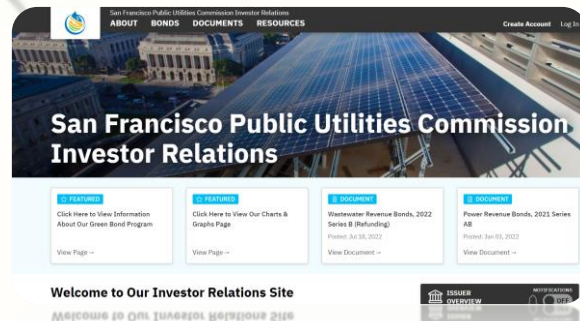 San Francisco Public Utilities Commission Investor Relations
ABOUT BONDS DOCUMENTS RESOURCES
Create Account Log In
San Francisco Public Utilities Commission
Investor Relations
FEATURED
Click Here to View Information
About Our Green Bond Program
View Page →
FEATURED
Click Here to View Our Charts &
Graphs Page
View Page →
DOCUMENT
Wastewater Revenue Bonds, 2022
Series B (Refunding)
Posted: Jul 18, 2022
View Document →
DOCUMENT
Power Revenue Bonds, 2021 Series
AB
Posted: Jan 03, 2022
View Document →
Welcome to Our Investor Relations Site
ISSUER
OVERVIEW
NOTIFICATIONS
OFF